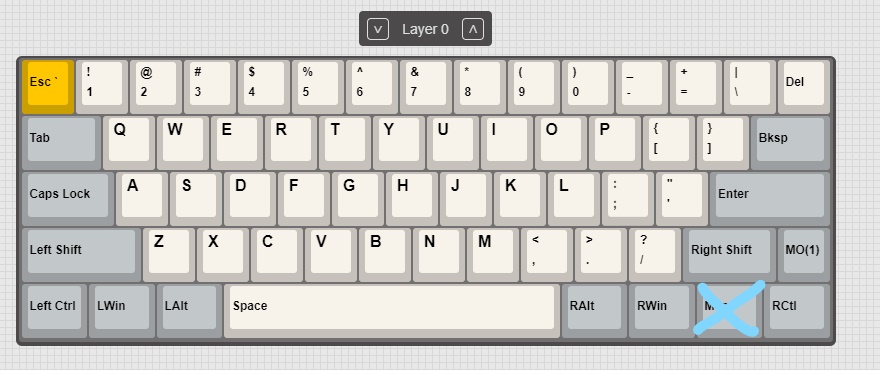 ˅ Layer 0 ˄
Esc ` ! 1 @ 2 # 3 $ 4 % 5 ^ 6 & 7 * 8 ( 9 ) 0 _ - + = | \ Del
Tab Q W E R T Y U I O P { [ } ] Bksp
Caps Lock A S D F G H J K L : ; " ' Enter
Left Shift Z X C V B N M < , > . ? / Right Shift MO(1)
Left Ctrl LWin LAlt Space RAlt RWin RCtl